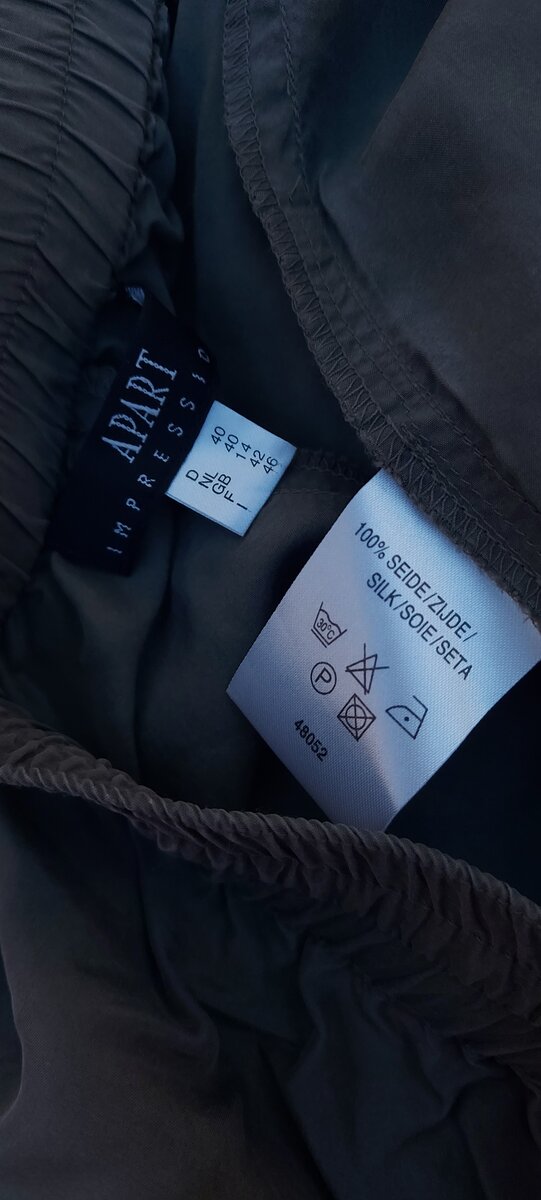 APART
IMPRESSIO
D 40
NL 40
GB 14
F 42
I 46
100% SEIDE/ZIJDE/
SILK/SOIE/SETA
30°C
P
48052